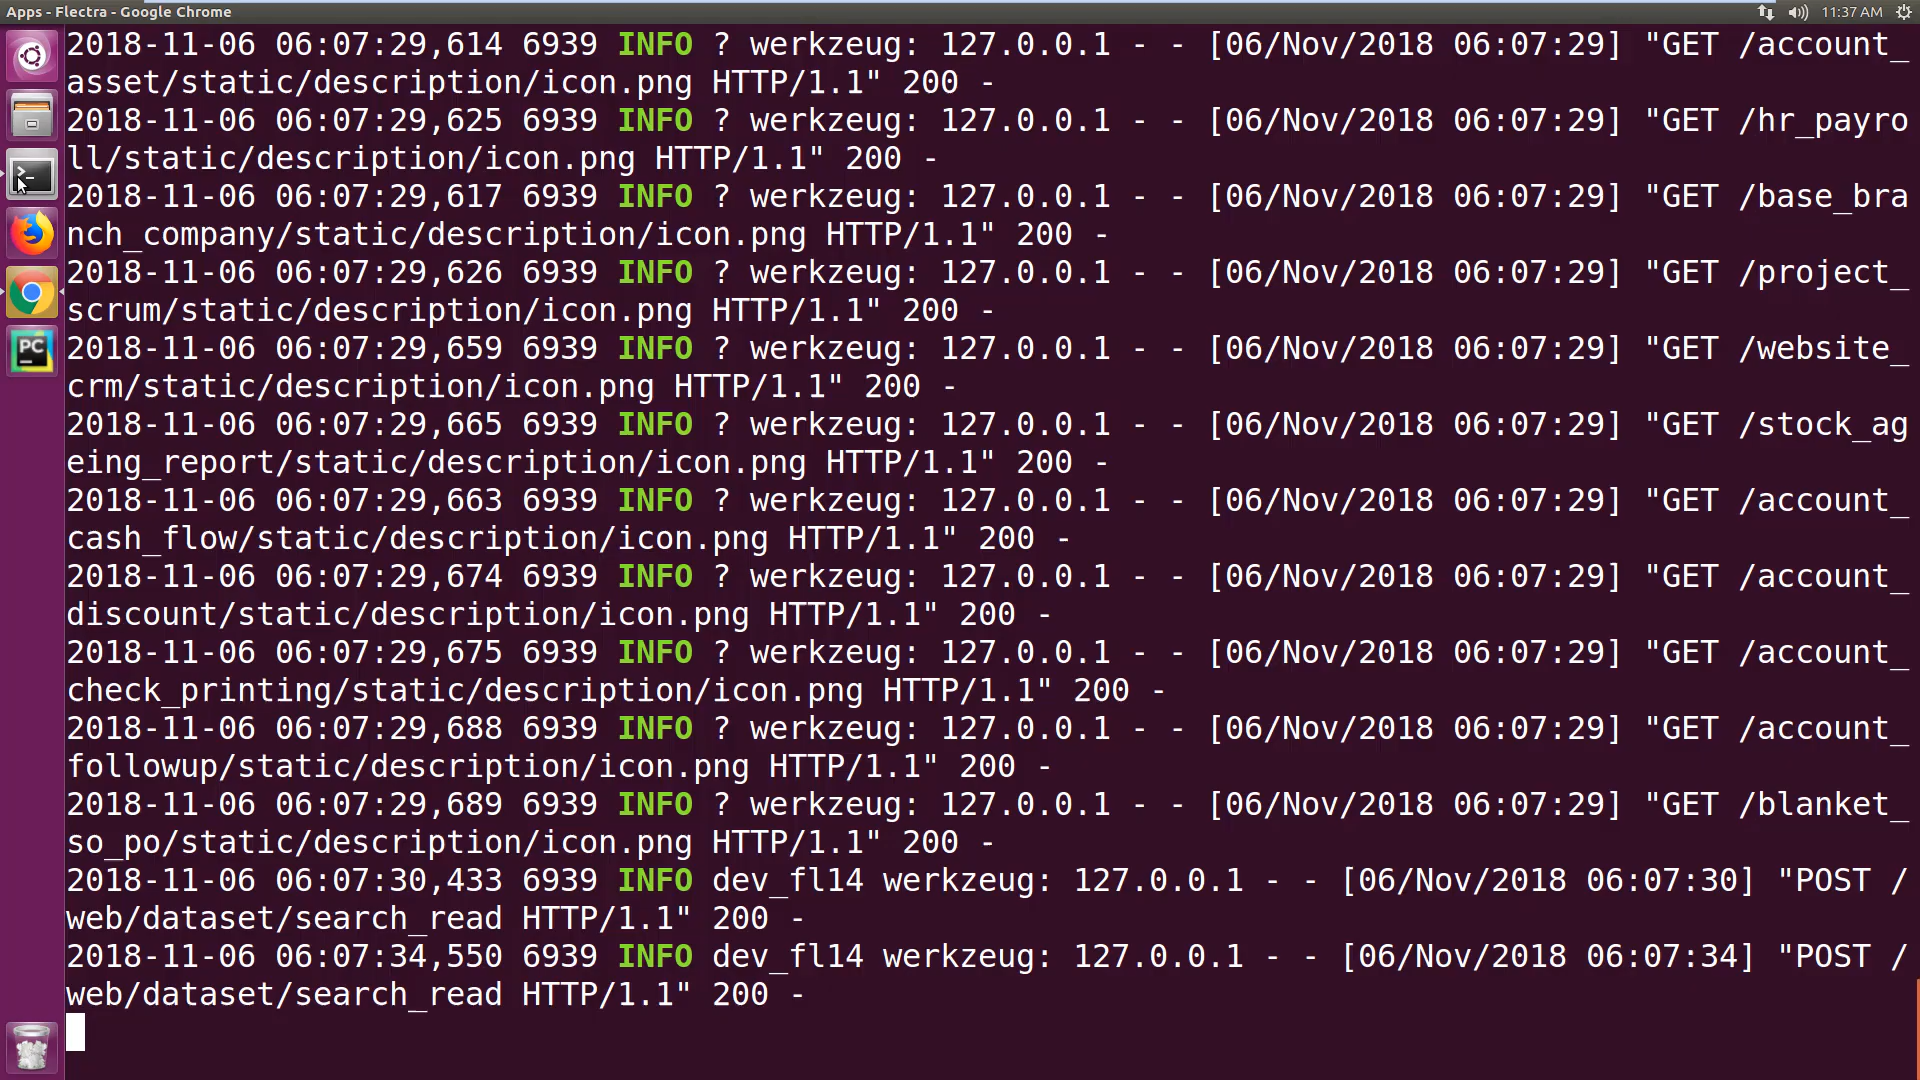 Apps - Flectra - Google Chrome
11:37 AM
2018-11-06 06:07:29,614 6939 INFO ? werkzeug: 127.0.0.1 - - [06/Nov/2018 06:07:29] "GET /account_
asset/static/description/icon.png HTTP/1.1" 200 -
2018-11-06 06:07:29,625 6939 INFO ? werkzeug: 127.0.0.1 - - [06/Nov/2018 06:07:29] "GET /hr_payro
ll/static/description/icon.png HTTP/1.1" 200 -
2018-11-06 06:07:29,617 6939 INFO ? werkzeug: 127.0.0.1 - - [06/Nov/2018 06:07:29] "GET /base_bra
nch_company/static/description/icon.png HTTP/1.1" 200 -
2018-11-06 06:07:29,626 6939 INFO ? werkzeug: 127.0.0.1 - - [06/Nov/2018 06:07:29] "GET /project_
scrum/static/description/icon.png HTTP/1.1" 200 -
2018-11-06 06:07:29,659 6939 INFO ? werkzeug: 127.0.0.1 - - [06/Nov/2018 06:07:29] "GET /website_
crm/static/description/icon.png HTTP/1.1" 200 -
2018-11-06 06:07:29,665 6939 INFO ? werkzeug: 127.0.0.1 - - [06/Nov/2018 06:07:29] "GET /stock_ag
eing_report/static/description/icon.png HTTP/1.1" 200 -
2018-11-06 06:07:29,663 6939 INFO ? werkzeug: 127.0.0.1 - - [06/Nov/2018 06:07:29] "GET /account_
cash_flow/static/description/icon.png HTTP/1.1" 200 -
2018-11-06 06:07:29,674 6939 INFO ? werkzeug: 127.0.0.1 - - [06/Nov/2018 06:07:29] "GET /account_
discount/static/description/icon.png HTTP/1.1" 200 -
2018-11-06 06:07:29,675 6939 INFO ? werkzeug: 127.0.0.1 - - [06/Nov/2018 06:07:29] "GET /account_
check_printing/static/description/icon.png HTTP/1.1" 200 -
2018-11-06 06:07:29,688 6939 INFO ? werkzeug: 127.0.0.1 - - [06/Nov/2018 06:07:29] "GET /account_
followup/static/description/icon.png HTTP/1.1" 200 -
2018-11-06 06:07:29,689 6939 INFO ? werkzeug: 127.0.0.1 - - [06/Nov/2018 06:07:29] "GET /blanket_
so_po/static/description/icon.png HTTP/1.1" 200 -
2018-11-06 06:07:30,433 6939 INFO dev_fl14 werkzeug: 127.0.0.1 - - [06/Nov/2018 06:07:30] "POST /
web/dataset/search_read HTTP/1.1" 200 -
2018-11-06 06:07:34,550 6939 INFO dev_fl14 werkzeug: 127.0.0.1 - - [06/Nov/2018 06:07:34] "POST /
web/dataset/search_read HTTP/1.1" 200 -
PC